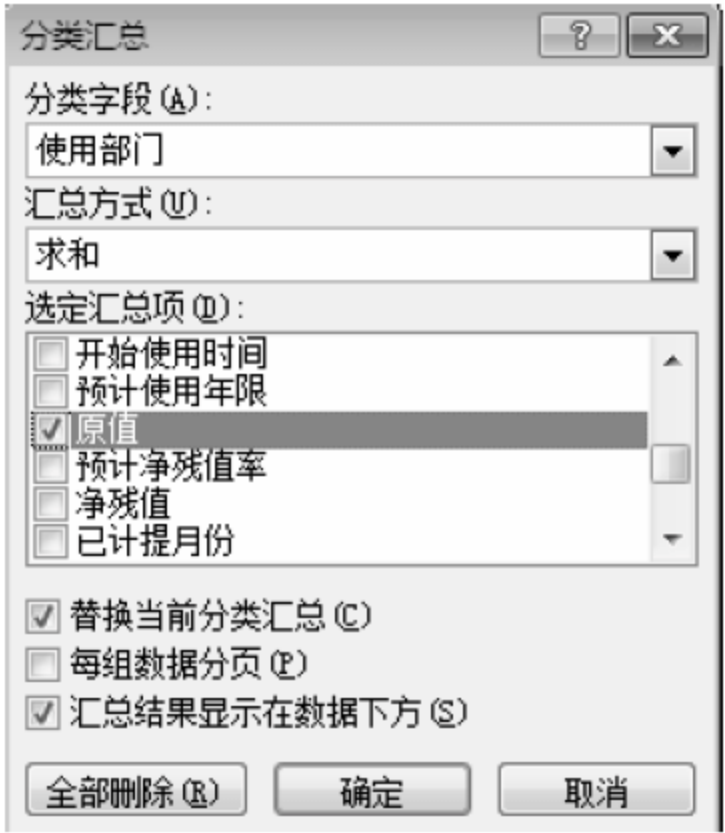 分类汇总
分类字段(A):
使用部门
汇总方式(U):
求和
选定汇总项(D):
开始使用时间
预计使用年限
原值
预计净残值率
净残值
已计提月份
替换当前分类汇总(C)
每组数据分页(P)
汇总结果显示在数据下方(S)
全部删除(R) 确定 取消